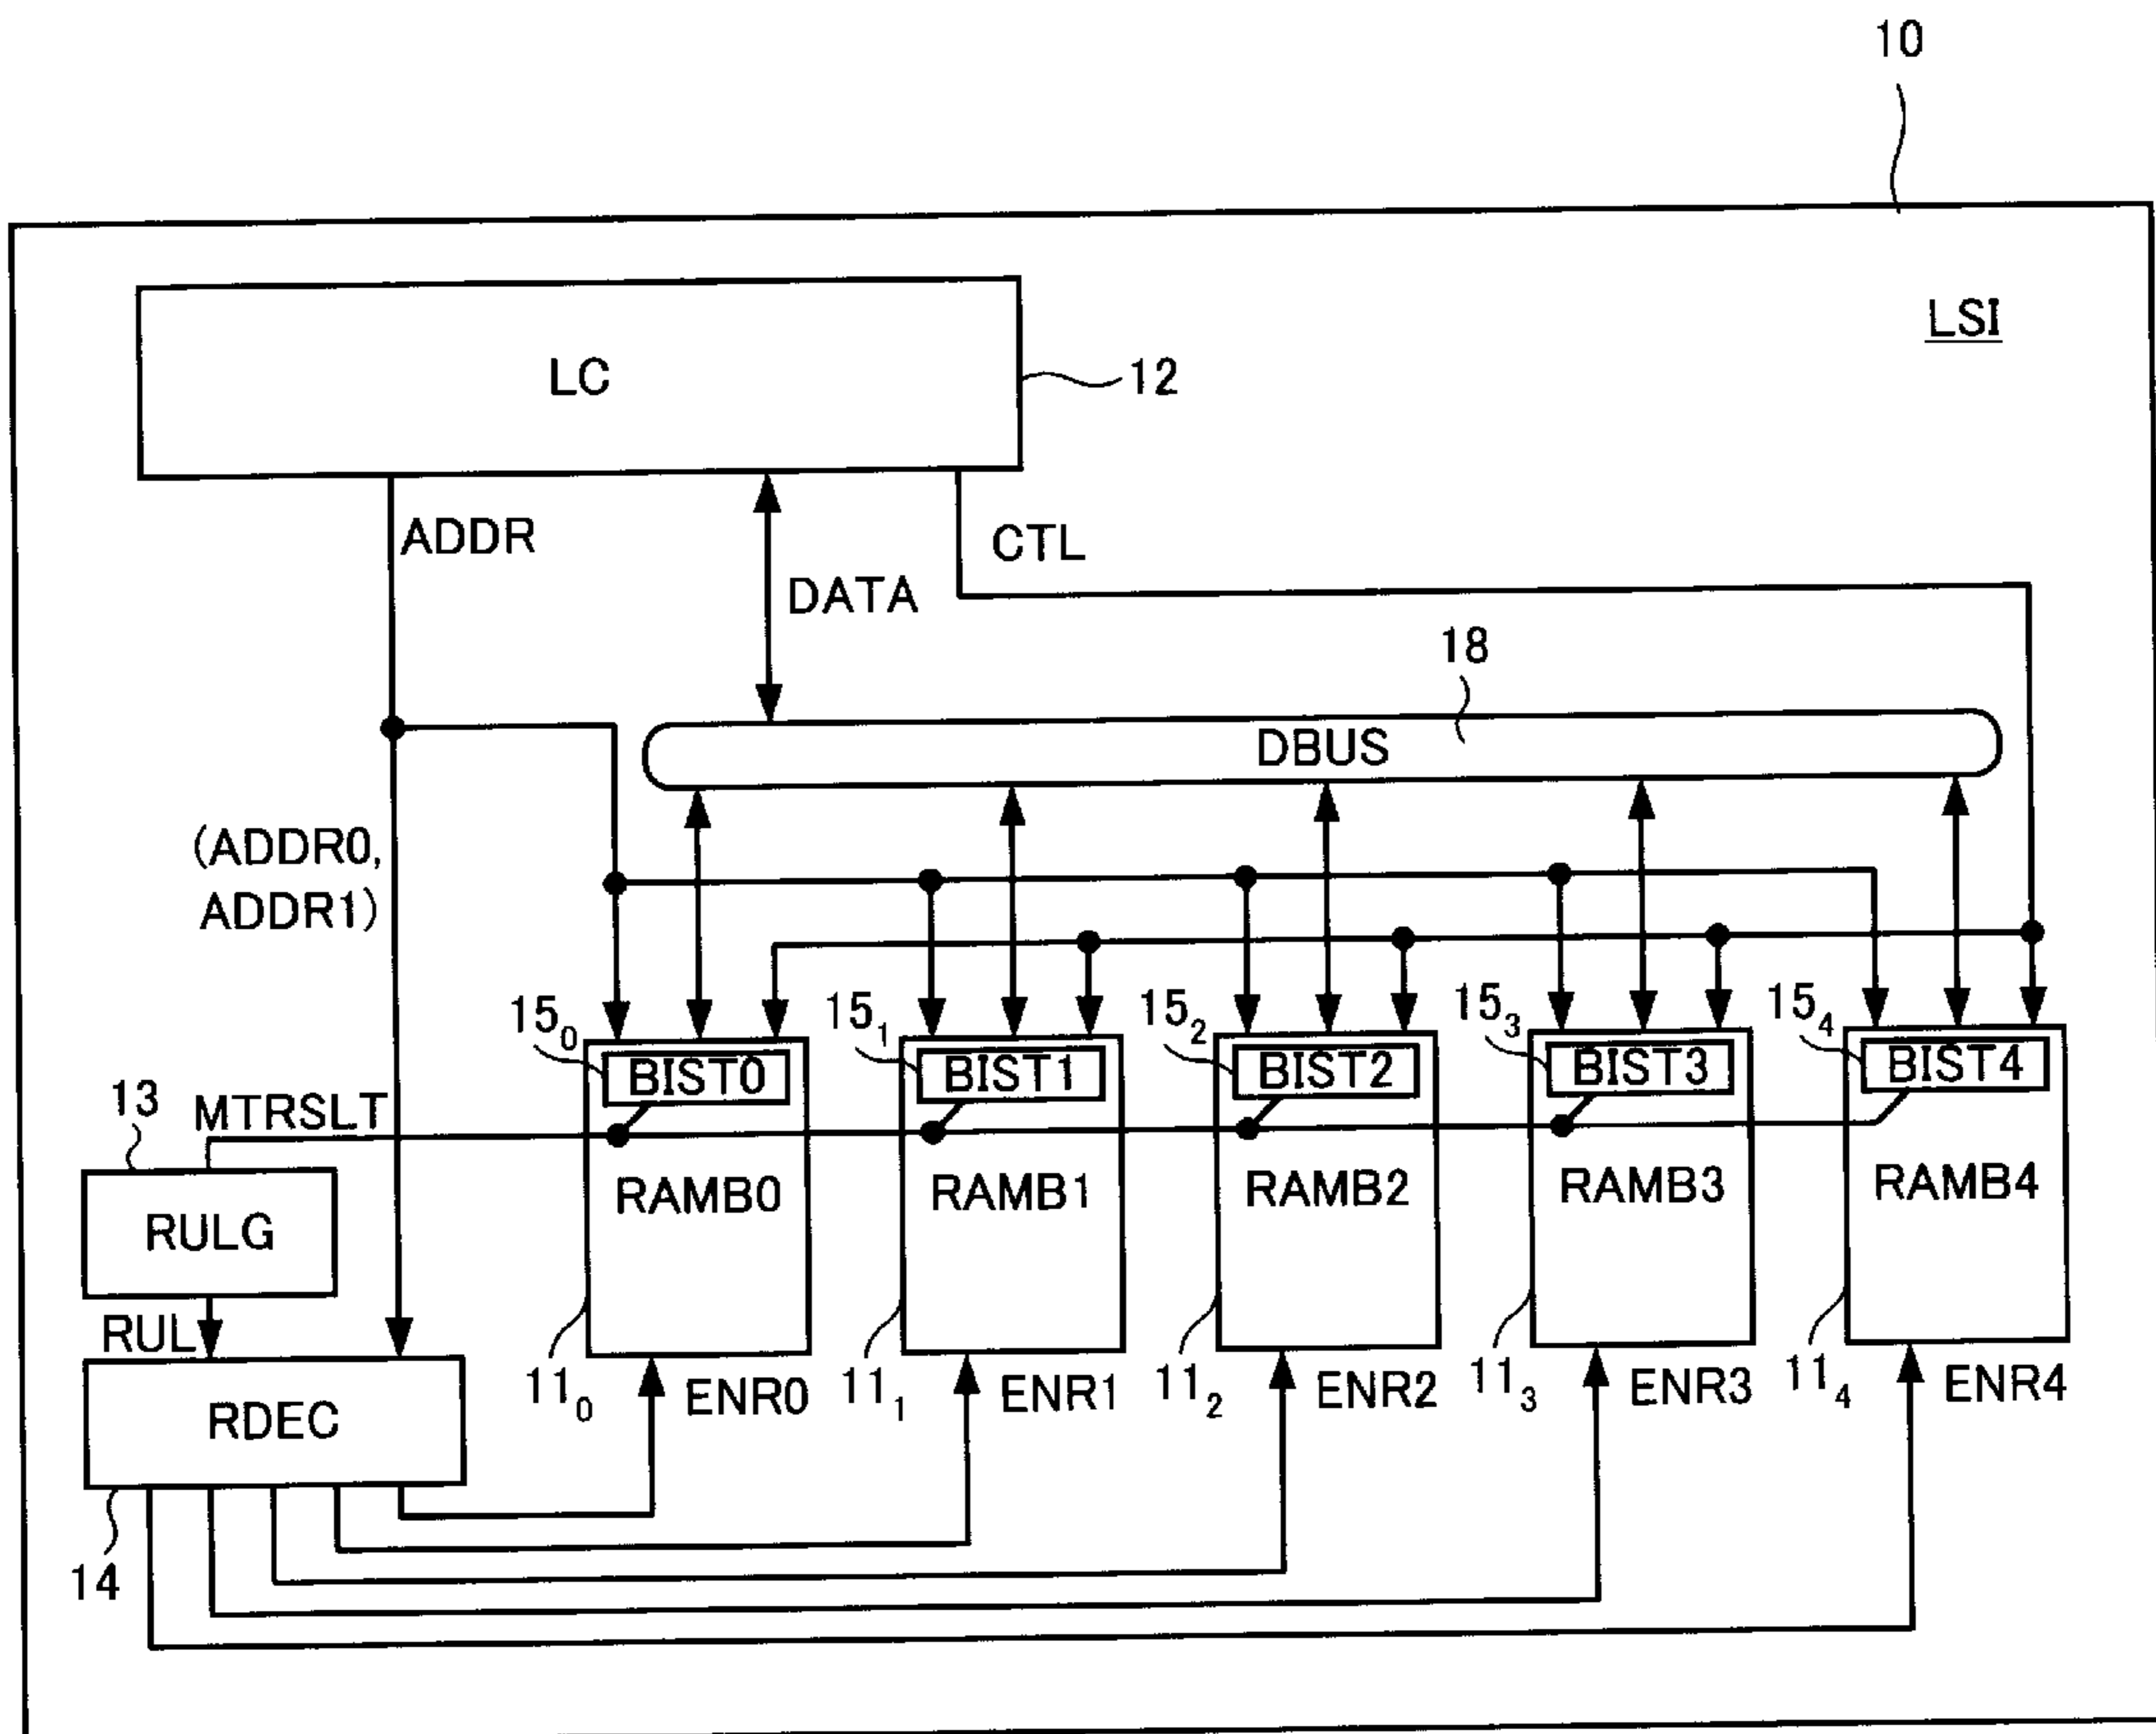 10
LSI
LC
12
ADDR
CTL
DATA
18
DBUS
(ADDR0,
ADDR1)
15₀
15₁
15₂
15₃
15₄
BIST0
BIST1
BIST2
BIST3
BIST4
13
MTRSLT
RAMB0
RAMB1
RAMB2
RAMB3
RAMB4
RULG
RUL
11₀
ENR0
11₁
ENR1
11₂
ENR2
11₃
ENR3
11₄
ENR4
RDEC
14